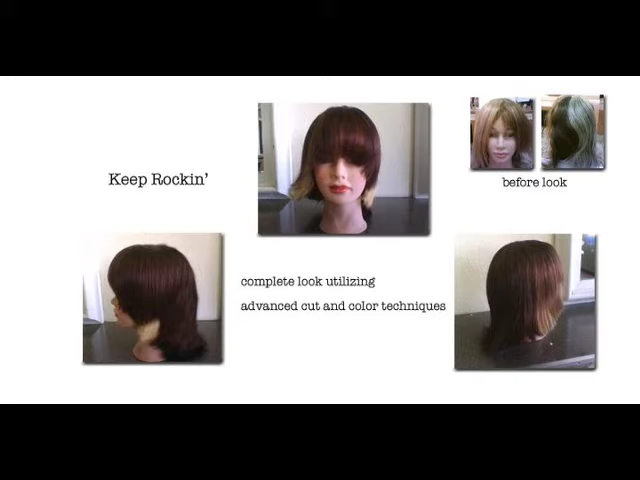 Keep Rockin'
before look
complete look utilizing
advanced cut and color techniques